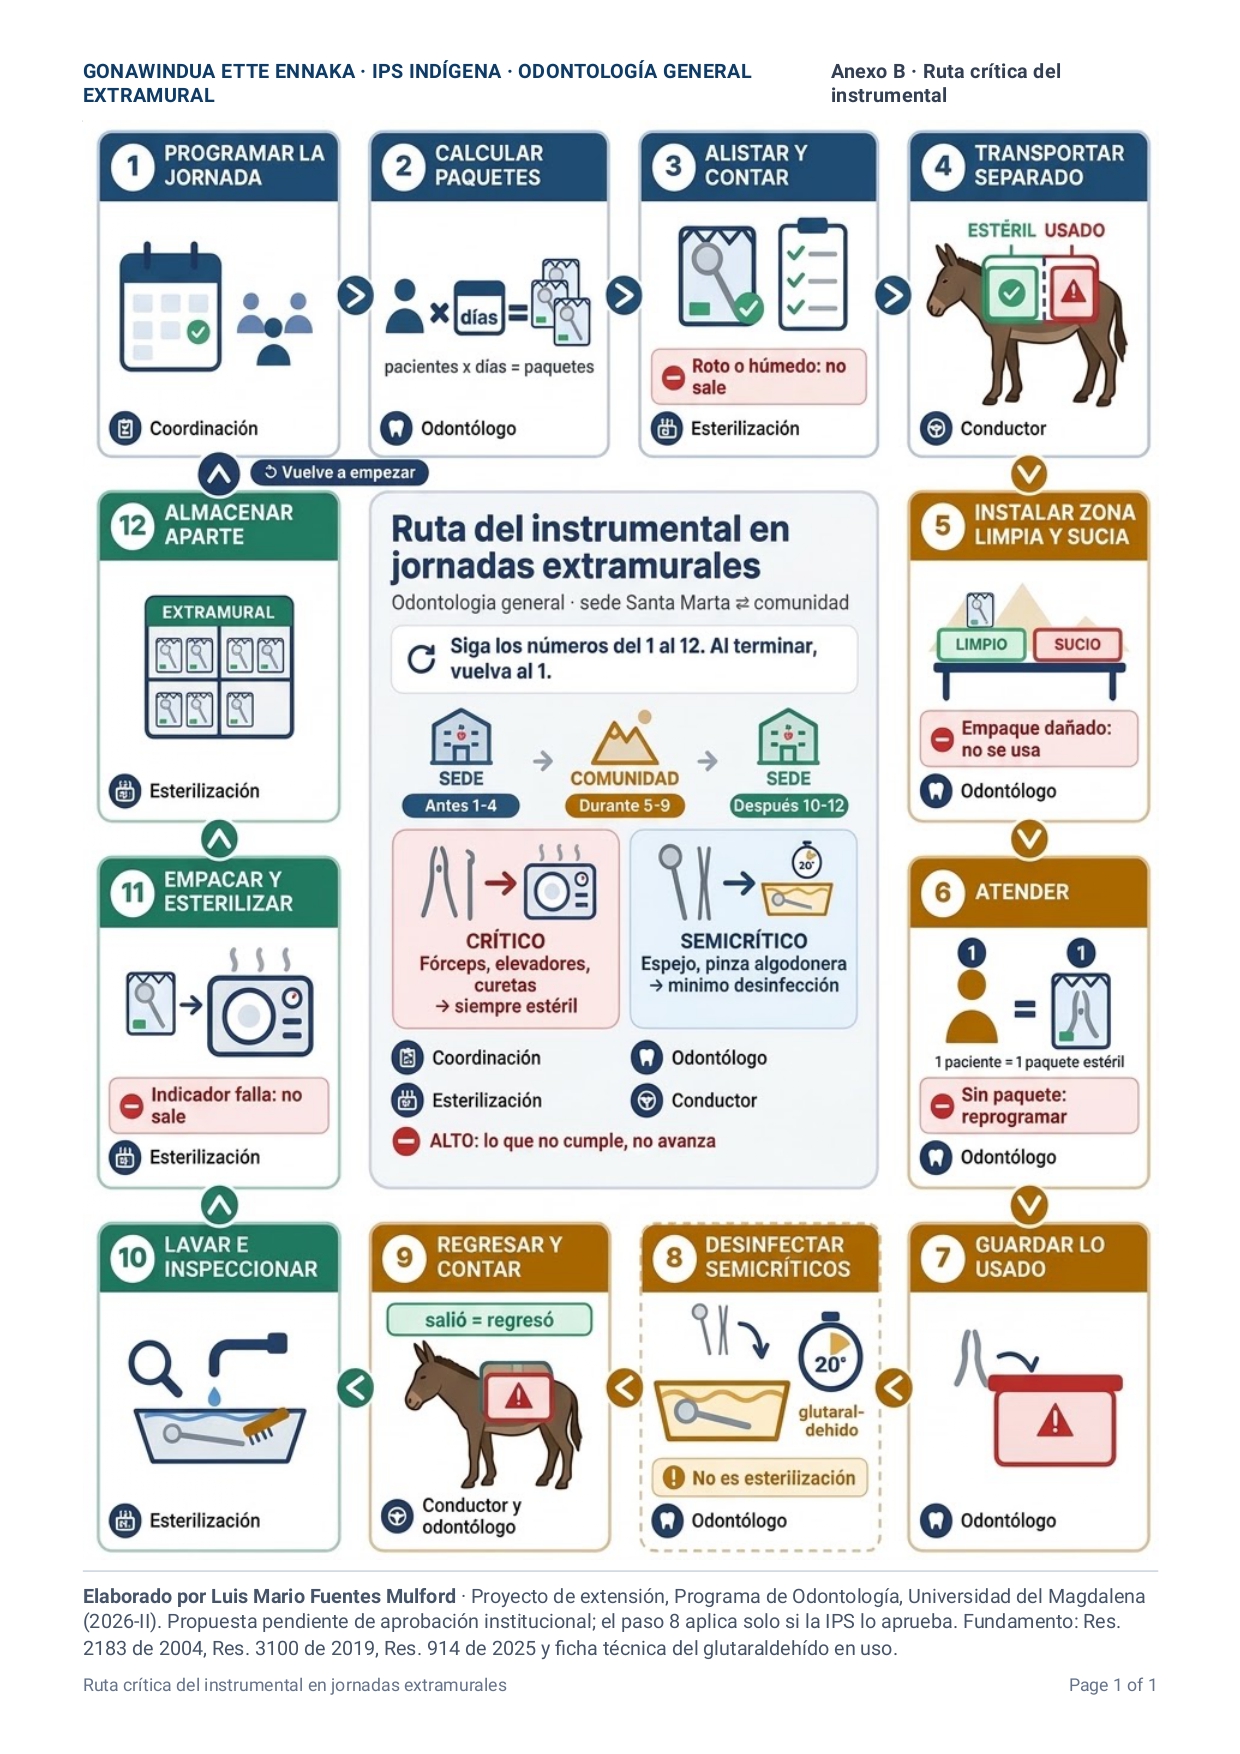 GONAWINDUA ETTE ENNAKA · IPS INDÍGENA · ODONTOLOGÍA GENERAL
EXTRAMURAL
Anexo B · Ruta crítica del
instrumental
1 PROGRAMAR LA
JORNADA
Coordinación
2 CALCULAR
PAQUETES
días
pacientes x días = paquetes
Odontólogo
3 ALISTAR Y
CONTAR
Roto o húmedo: no
sale
Esterilización
4 TRANSPORTAR
SEPARADO
ESTÉRIL USADO
Conductor
Vuelve a empezar
12 ALMACENAR
APARTE
EXTRAMURAL
Esterilización
Ruta del instrumental en
jornadas extramurales
Odontologia general · sede Santa Marta ⇄ comunidad
Siga los números del 1 al 12. Al terminar,
vuelva al 1.
SEDE
Antes 1-4
COMUNIDAD
Durante 5-9
SEDE
Después 10-12
CRÍTICO
Fórceps, elevadores,
curetas
→ siempre estéril
20'
SEMICRÍTICO
Espejo, pinza algodonera
→ minimo desinfección
Coordinación
Odontólogo
Esterilización
Conductor
ALTO: lo que no cumple, no avanza
5 INSTALAR ZONA
LIMPIA Y SUCIA
LIMPIO
SUCIO
Empaque dañado:
no se usa
Odontólogo
11 EMPACAR Y
ESTERILIZAR
Indicador falla: no
sale
Esterilización
6 ATENDER
1
1
1 paciente = 1 paquete estéril
Sin paquete:
reprogramar
Odontólogo
10 LAVAR E
INSPECCIONAR
Esterilización
9 REGRESAR Y
CONTAR
salió = regresó
Conductor y
odontólogo
8 DESINFECTAR
SEMICRÍTICOS
20'
glutaral-
dehido
No es esterilización
Odontólogo
7 GUARDAR LO
USADO
Odontólogo
Elaborado por Luis Mario Fuentes Mulford · Proyecto de extensión, Programa de Odontología, Universidad del Magdalena
(2026-II). Propuesta pendiente de aprobación institucional; el paso 8 aplica solo si la IPS lo aprueba. Fundamento: Res.
2183 de 2004, Res. 3100 de 2019, Res. 914 de 2025 y ficha técnica del glutaraldehído en uso.
Ruta crítica del instrumental en jornadas extramurales
Page 1 of 1